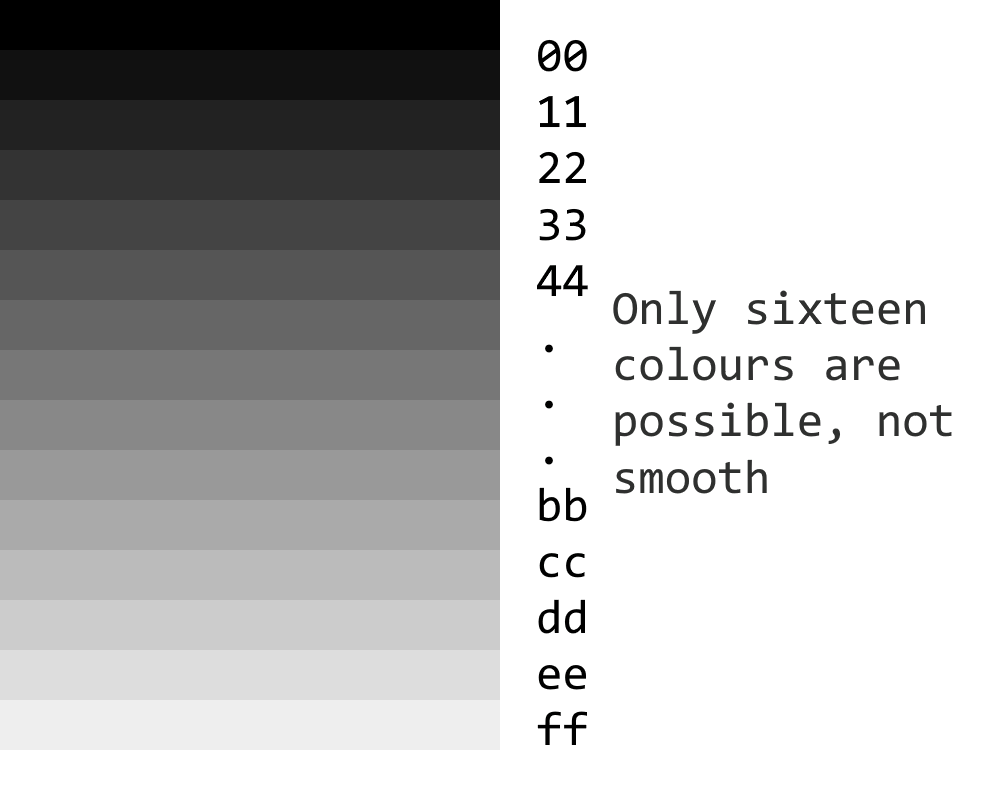 00
11
22
33
44
.
.
.
bb
cc
dd
ee
ff
Only sixteen
colours are
possible, not
smooth